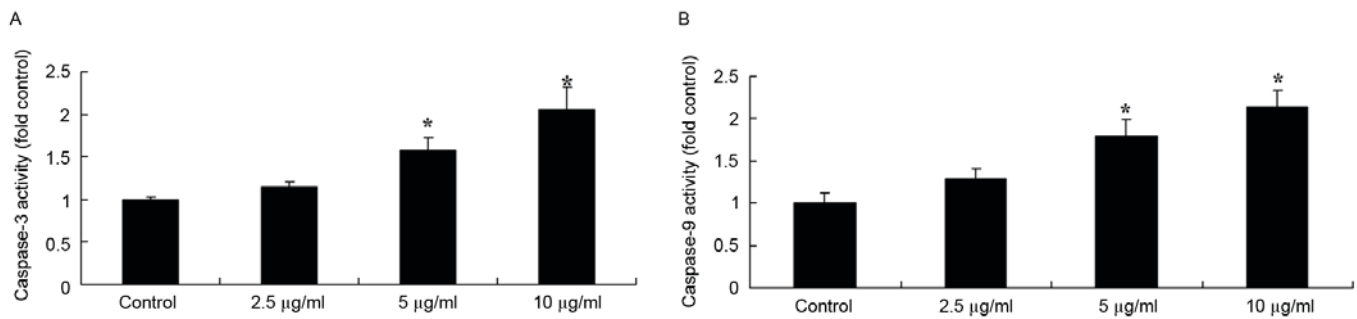 A
Caspase-3 activity (fold control)
2.5
2
1.5
1
0.5
0
*
*
Control
2.5 μg/ml
5 μg/ml
10 μg/ml
B
Caspase-9 activity (fold control)
2.5
2
1.5
1
0.5
0
*
*
Control
2.5 μg/ml
5 μg/ml
10 μg/ml